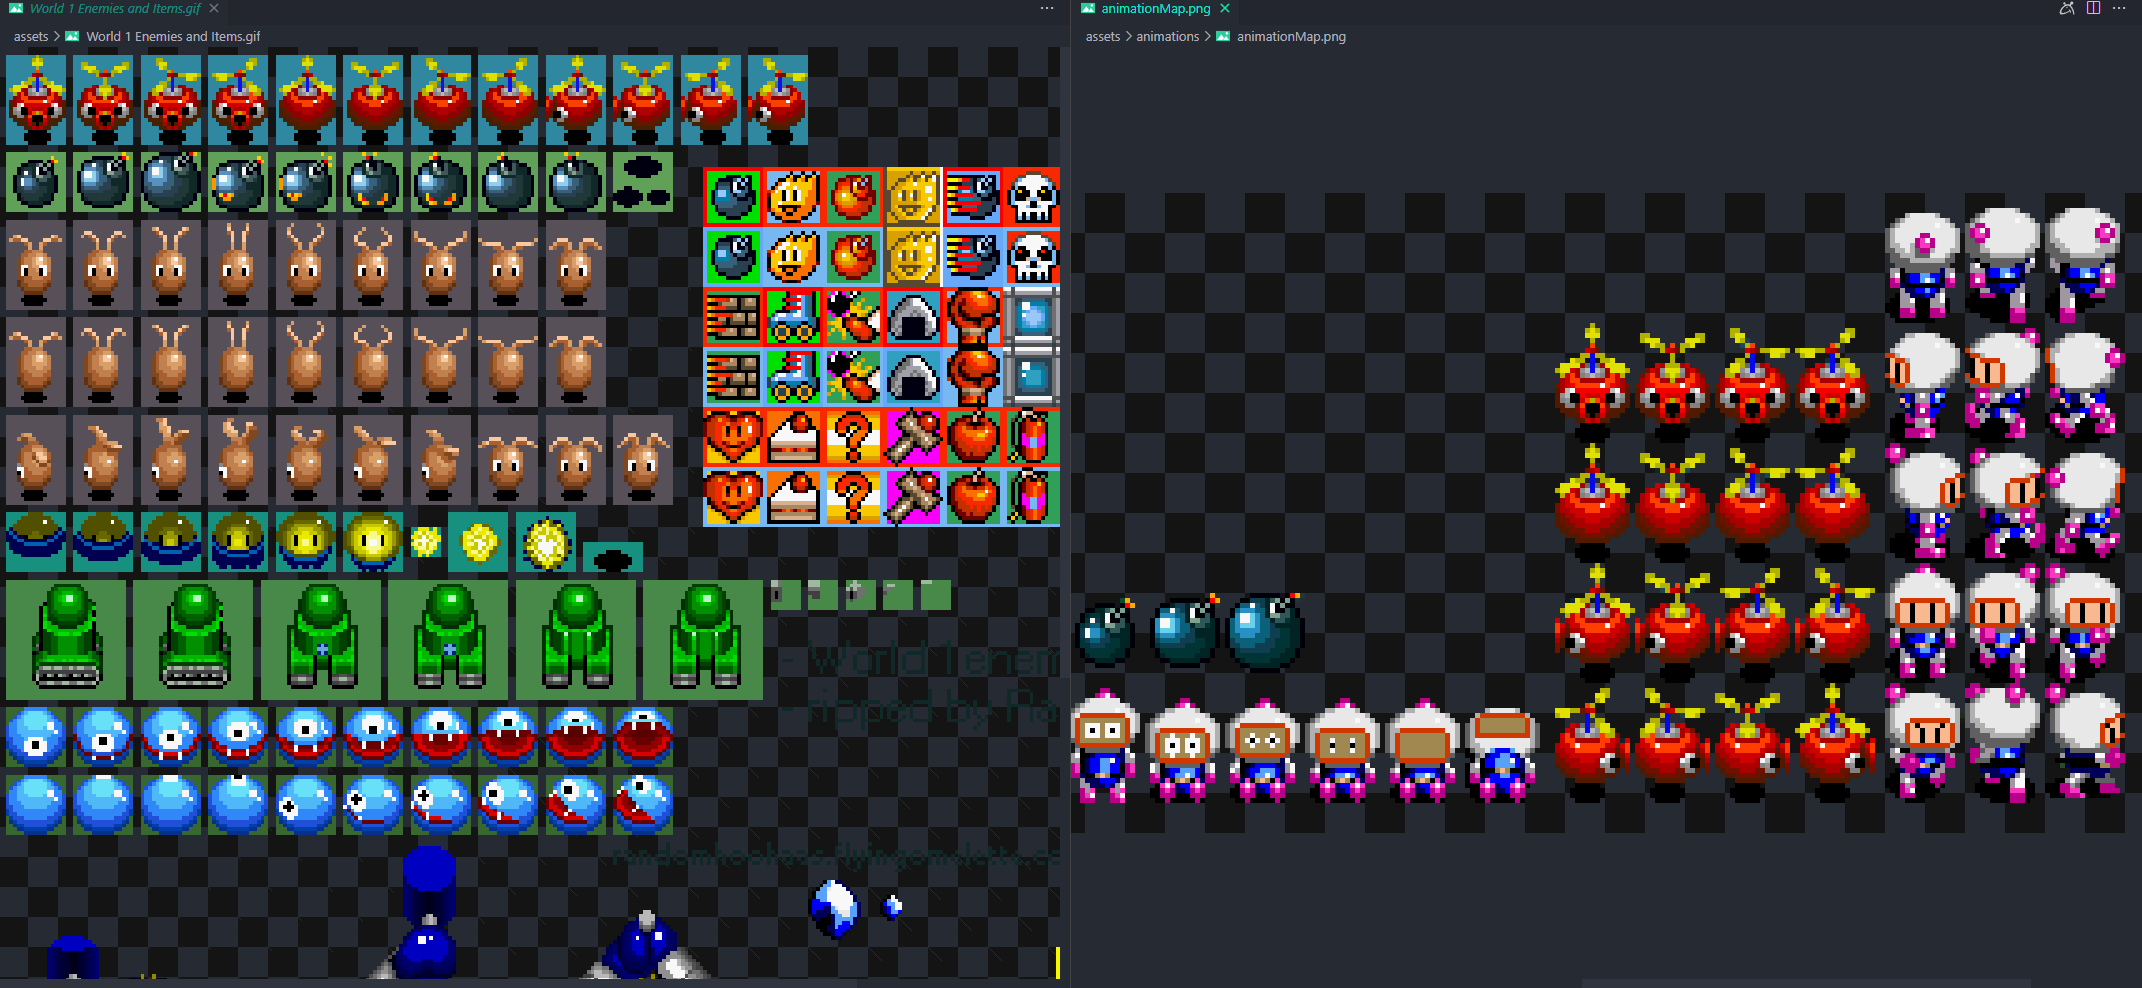 World 1 Enemies and Items.gif
assets > World 1 Enemies and Items.gif
animationMap.png
assets > animations > animationMap.png
- World 1 enem
- ripped by